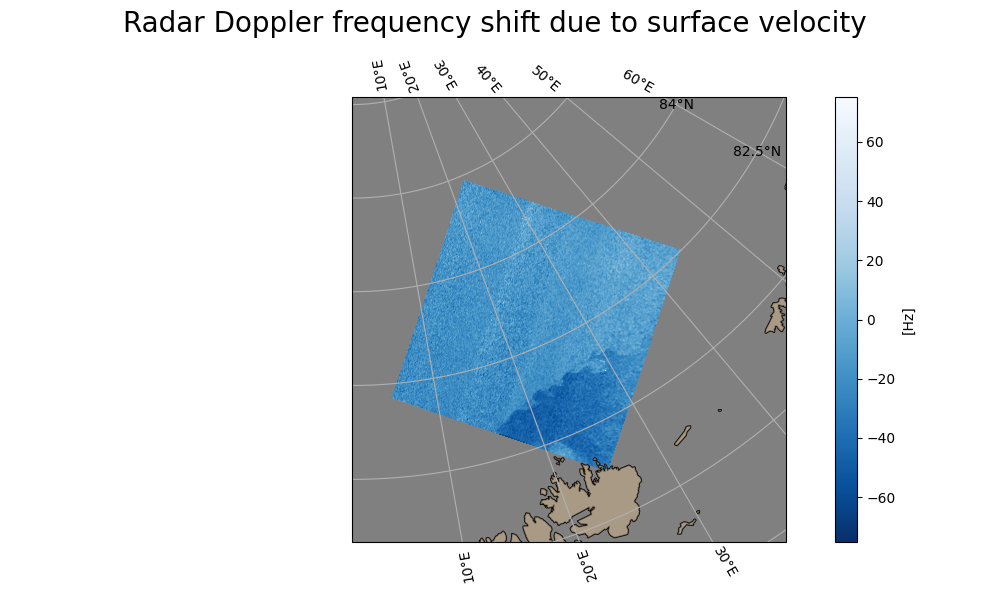 Radar Doppler frequency shift due to surface velocity
10°E
20°E
30°E
40°E
50°E
60°E
84°N
82.5°N
60
40
20
0
−20
−40
−60
[Hz]
10°E
20°E
30°E